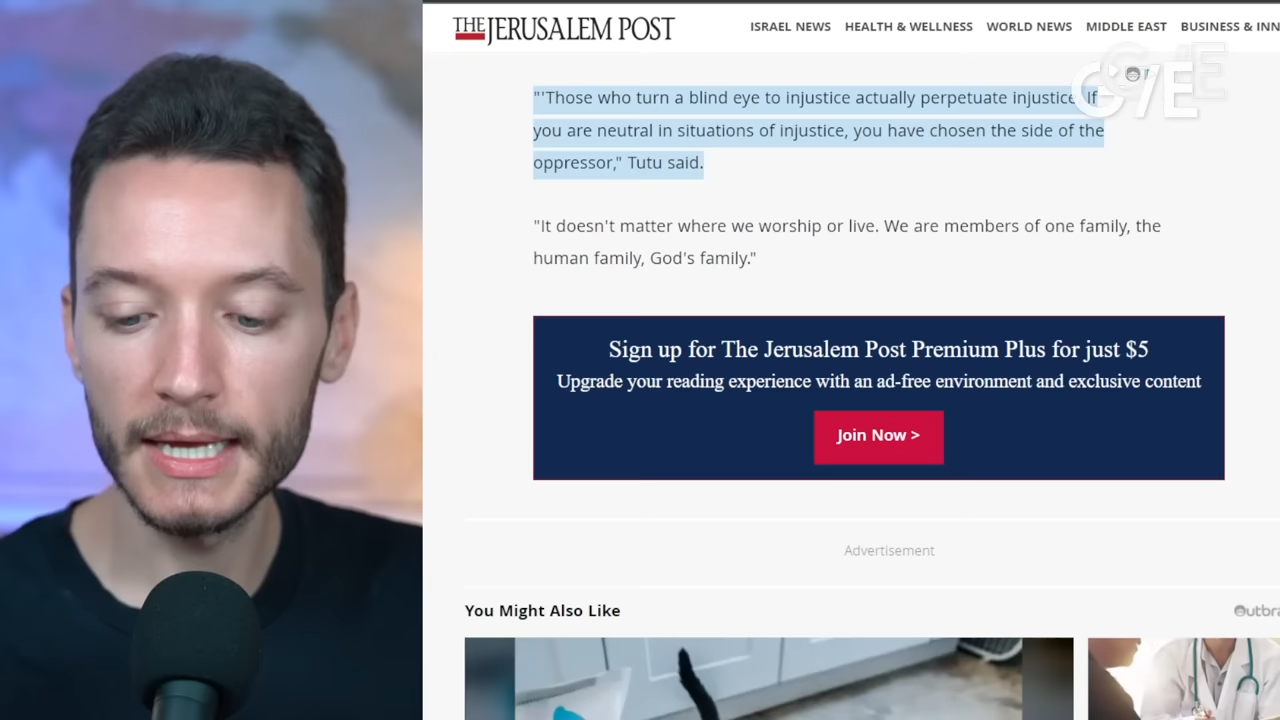 THE JERUSALEM POST
ISRAEL NEWS HEALTH & WELLNESS WORLD NEWS MIDDLE EAST BUSINESS & INN
"'Those who turn a blind eye to injustice actually perpetuate injustice. If
you are neutral in situations of injustice, you have chosen the side of the
oppressor," Tutu said.
"It doesn't matter where we worship or live. We are members of one family, the
human family, God's family."
Sign up for The Jerusalem Post Premium Plus for just $5
Upgrade your reading experience with an ad-free environment and exclusive content
Join Now >
Advertisement
You Might Also Like
Outbra